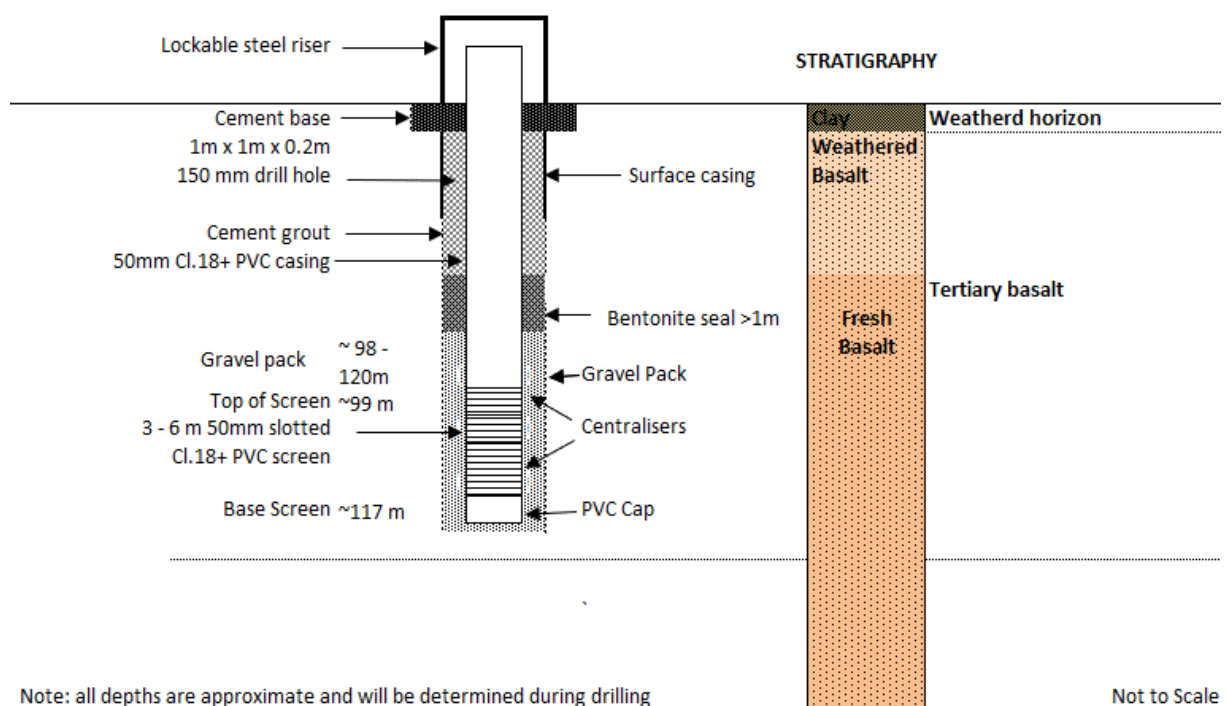 Lockable steel riser
STRATIGRAPHY
Cement base
1m x 1m x 0.2m
150 mm drill hole
Surface casing
Clay
Weathered
Basalt
Weatherd horizon
Cement grout
50mm Cl.18+ PVC casing
Tertiary basalt
Bentonite seal >1m
Fresh
Basalt
Gravel pack
~ 98 -
120m
Gravel Pack
Top of Screen ~99 m
3 - 6 m 50mm slotted
Cl.18+ PVC screen
Centralisers
Base Screen ~117 m
PVC Cap
Note: all depths are approximate and will be determined during drilling
Not to Scale